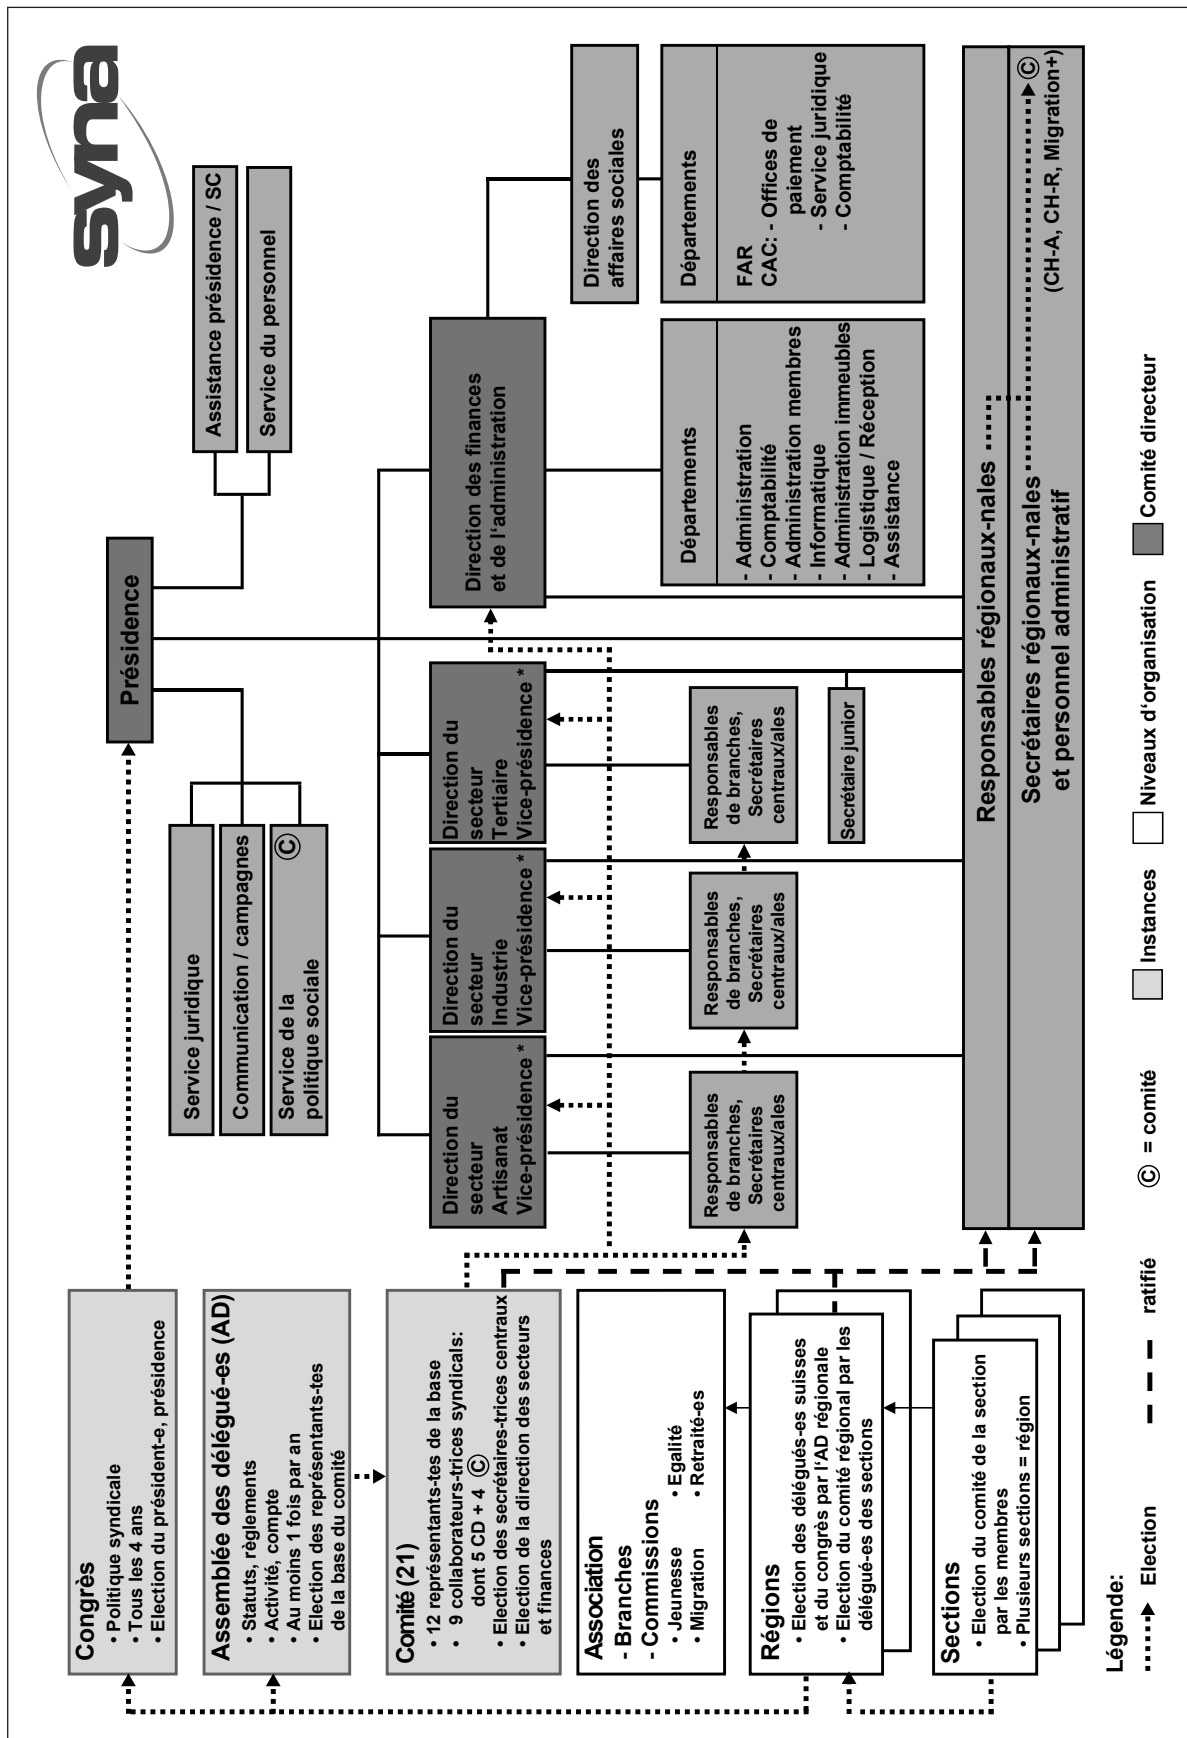 syna
Présidence
Assistance présidence / SC
Service du personnel
Service juridique
Communication / campagnes
Service de la
politique sociale
C
Congrès
• Politique syndicale
• Tous les 4 ans
• Election du président-e, présidence
Assemblée des délégué-es (AD)
• Statuts, règlements
• Activité, compte
• Au moins 1 fois par an
• Election des représentants-tes
de la base du comité
Comité (21)
• 12 représentants-tes de la base
• 9 collaborateurs-trices syndicals:
dont 5 CD + 4 ©
• Election des secrétaires-trices centraux
• Election de la direction des secteurs
et finances
Association
- Branches
- Commissions
• Jeunesse • Egalité
• Migration • Retraité-es
Régions
• Election des délégués-es suisses
et du congrès par l'AD régionale
• Election du comité régional par les
délégué-es des sections
Sections
• Election du comité de la section
par les membres
• Plusieurs sections = région
Direction du
secteur
Artisanat
Vice-présidence *
Direction du
secteur
Industrie
Vice-présidence *
Direction du
secteur
Tertiaire
Vice-présidence *
Direction des finances
et de l'administration
Direction des
affaires sociales
Responsables
de branches,
Secrétaires
centraux/ales
Responsables
de branches,
Secrétaires
centraux/ales
Responsables
de branches,
Secrétaires
centraux/ales
Secrétaire junior
Départements
- Administration
- Comptabilité
- Administration membres
- Informatique
- Administration immeubles
- Logistique / Réception
- Assistance
Départements
FAR
CAC: - Offices de
paiement
- Service juridique
- Comptabilité
Responsables régionaux-nales
Secrétaires régionaux-nales
et personnel administratif
©
(CH-A, CH-R, Migration+)
Légende:
Election
ratifié
© = comité
Instances
Niveaux d'organisation
Comité directeur